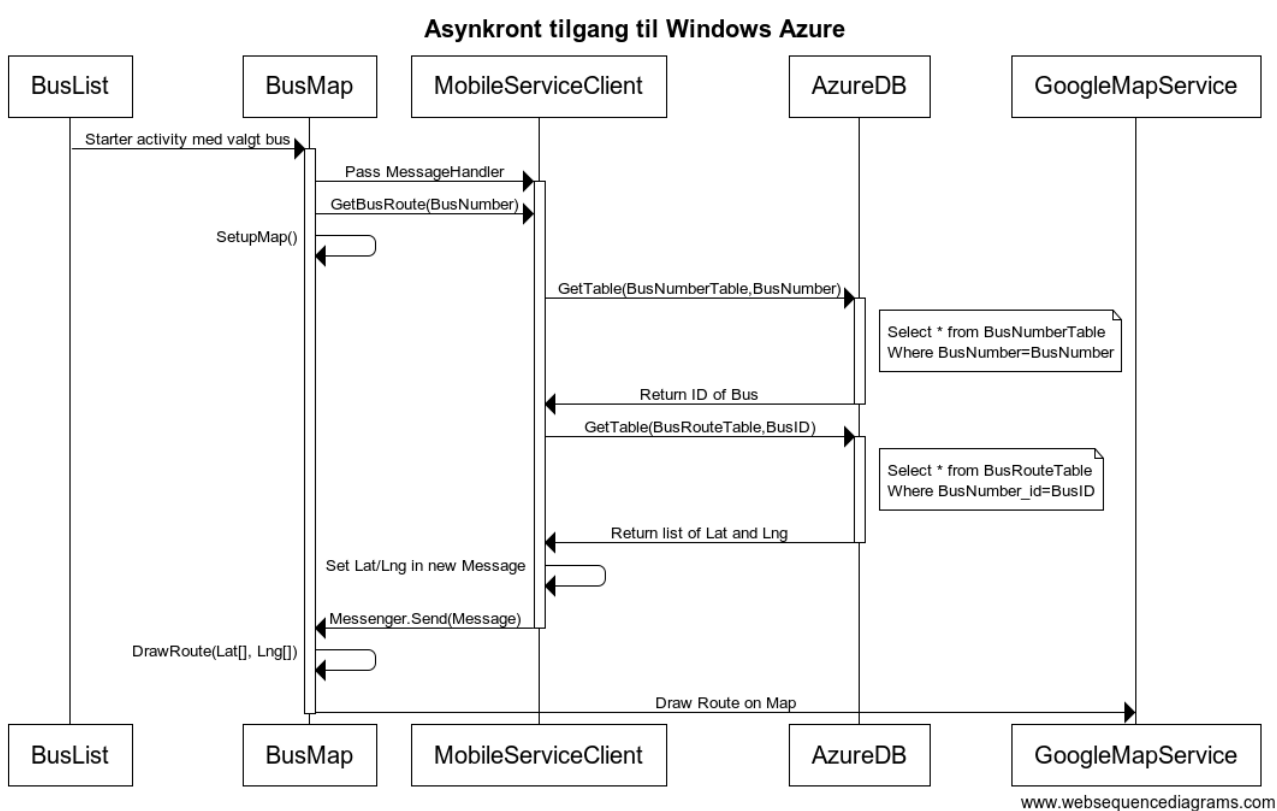 Asynkront tilgang til Windows Azure
BusList
BusMap
MobileServiceClient
AzureDB
GoogleMapService
Starter activity med valgt bus
Pass MessageHandler
GetBusRoute(BusNumber)
SetupMap()
GetTable(BusNumberTable,BusNumber)
Select * from BusNumberTable
Where BusNumber=BusNumber
Return ID of Bus
GetTable(BusRouteTable,BusID)
Select * from BusRouteTable
Where BusNumber_id=BusID
Return list of Lat and Lng
Set Lat/Lng in new Message
Messenger.Send(Message)
DrawRoute(Lat[], Lng[])
Draw Route on Map
BusList
BusMap
MobileServiceClient
AzureDB
GoogleMapService
www.websequencediagrams.com